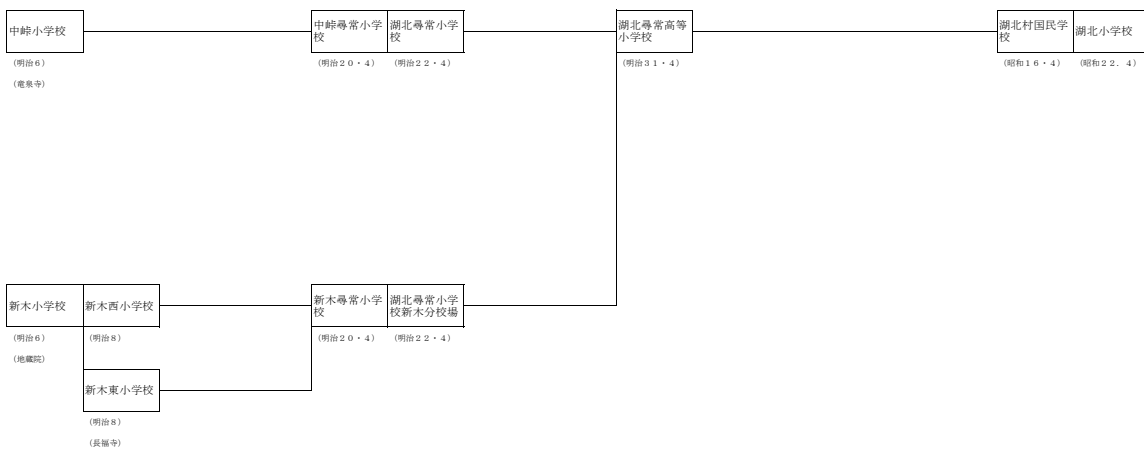 中峠小学校
中峠尋常小学
校
湖北尋常小学
校
湖北尋常高等
小学校
湖北村国民学
校
湖北小学校
（明治６）
（明治２０・４）
（明治２２・４）
（明治３１・４）
（昭和１６・４）
（昭和２２．４）
（竜泉寺）
新木小学校
新木西小学校
新木尋常小学
校
湖北尋常小学
校新木分校場
（明治６）
（明治８）
（明治２０・４）
（明治２２・４）
（地蔵院）
新木東小学校
（明治８）
（長福寺）